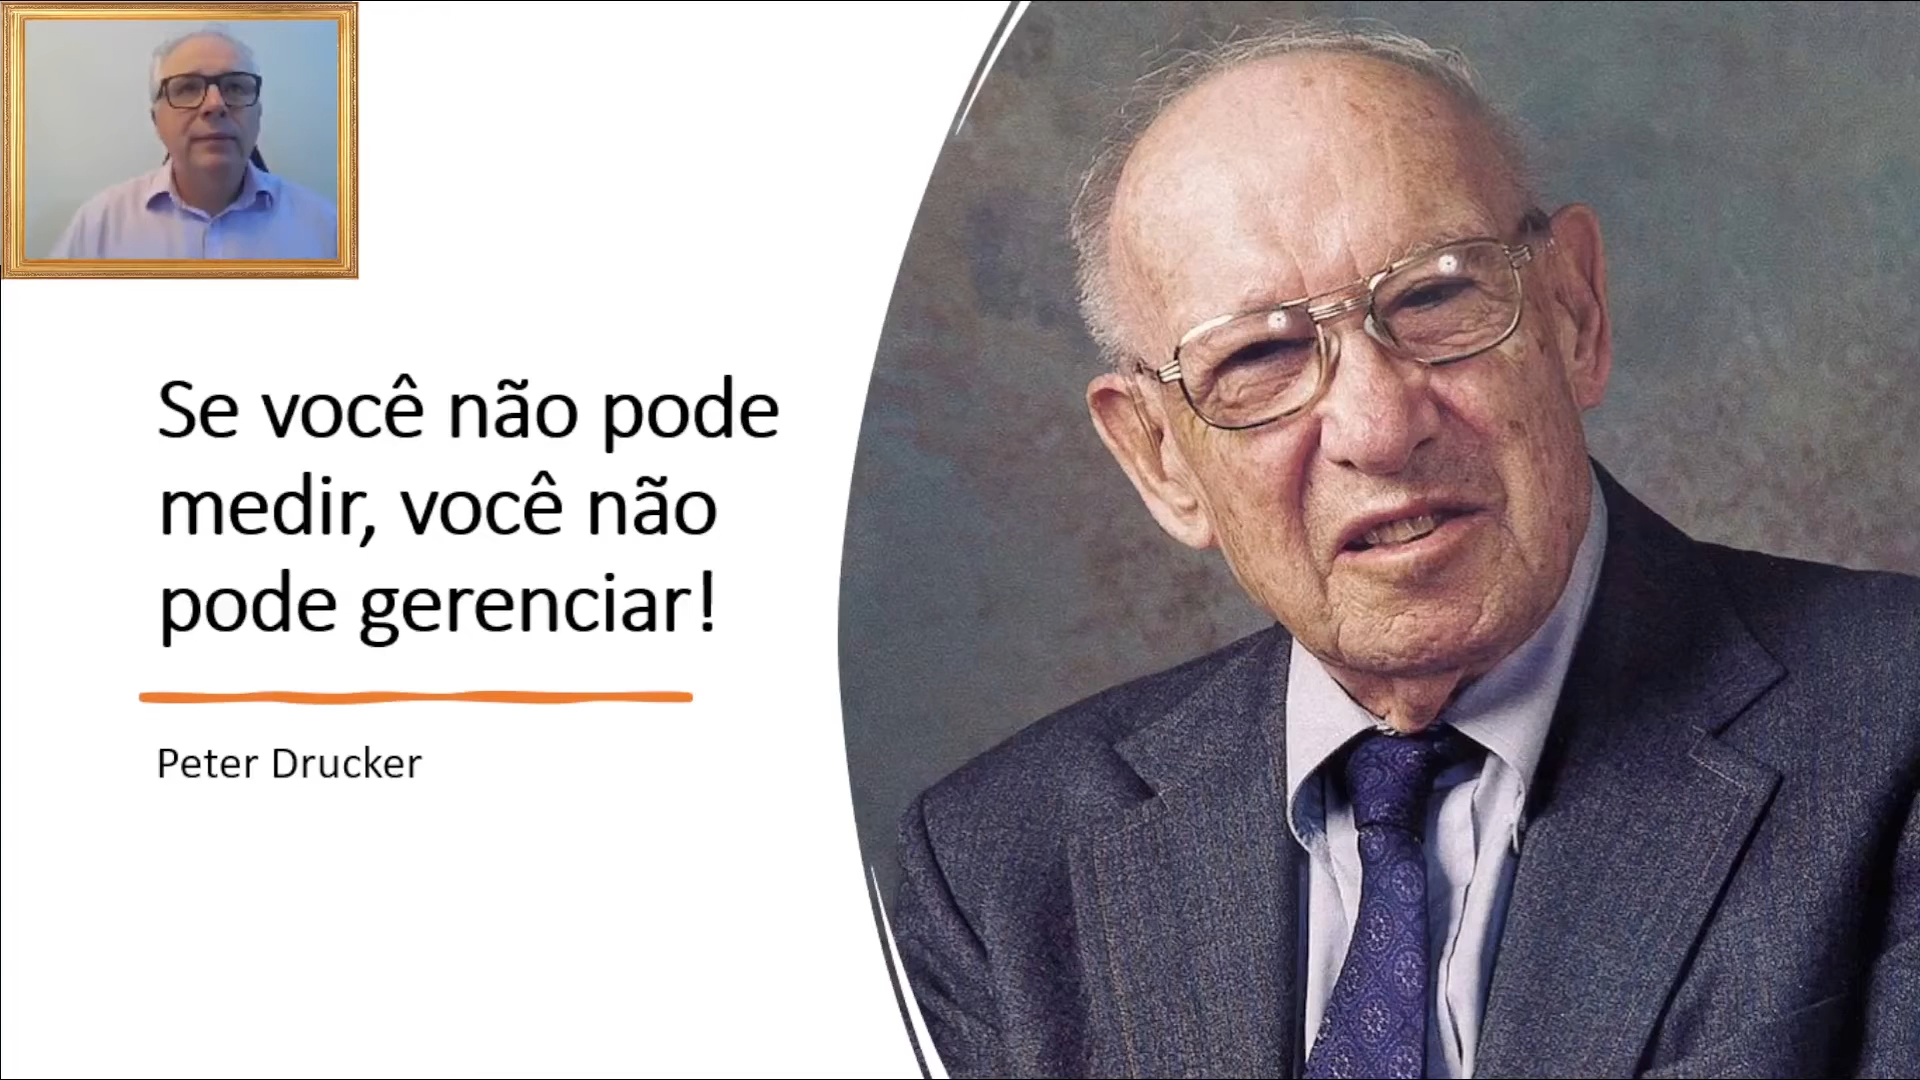 Se você não pode
medir, você não
pode gerenciar!
Peter Drucker